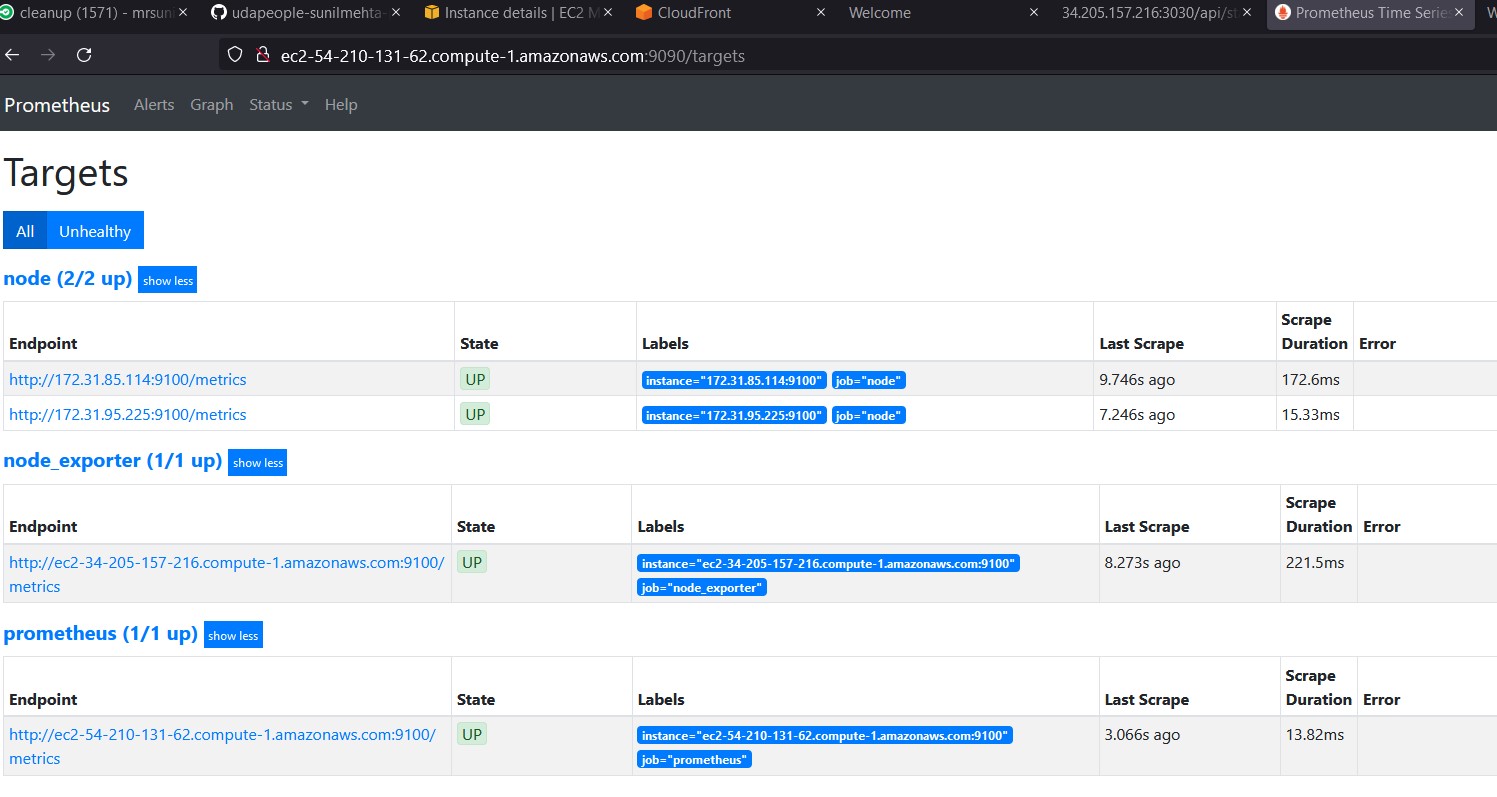 cleanup (1571) - mrsuni
udapeople-sunilmehta-
Instance details | EC2 M
CloudFront
Welcome
34.205.157.216:3030/api/st
Prometheus Time Serie
ec2-54-210-131-62.compute-1.amazonaws.com:9090/targets
Prometheus Alerts Graph Status Help
Targets
All Unhealthy
node (2/2 up) show less
Endpoint State Labels Last Scrape Scrape Duration Error
http://172.31.85.114:9100/metrics UP instance="172.31.85.114:9100" job="node" 9.746s ago 172.6ms
http://172.31.95.225:9100/metrics UP instance="172.31.95.225:9100" job="node" 7.246s ago 15.33ms
node_exporter (1/1 up) show less
Endpoint State Labels Last Scrape Scrape Duration Error
http://ec2-34-205-157-216.compute-1.amazonaws.com:9100/ UP instance="ec2-34-205-157-216.compute-1.amazonaws.com:9100" 8.273s ago 221.5ms
metrics job="node_exporter"
prometheus (1/1 up) show less
Endpoint State Labels Last Scrape Scrape Duration Error
http://ec2-54-210-131-62.compute-1.amazonaws.com:9100/ UP instance="ec2-54-210-131-62.compute-1.amazonaws.com:9100" 3.066s ago 13.82ms
metrics job="prometheus"